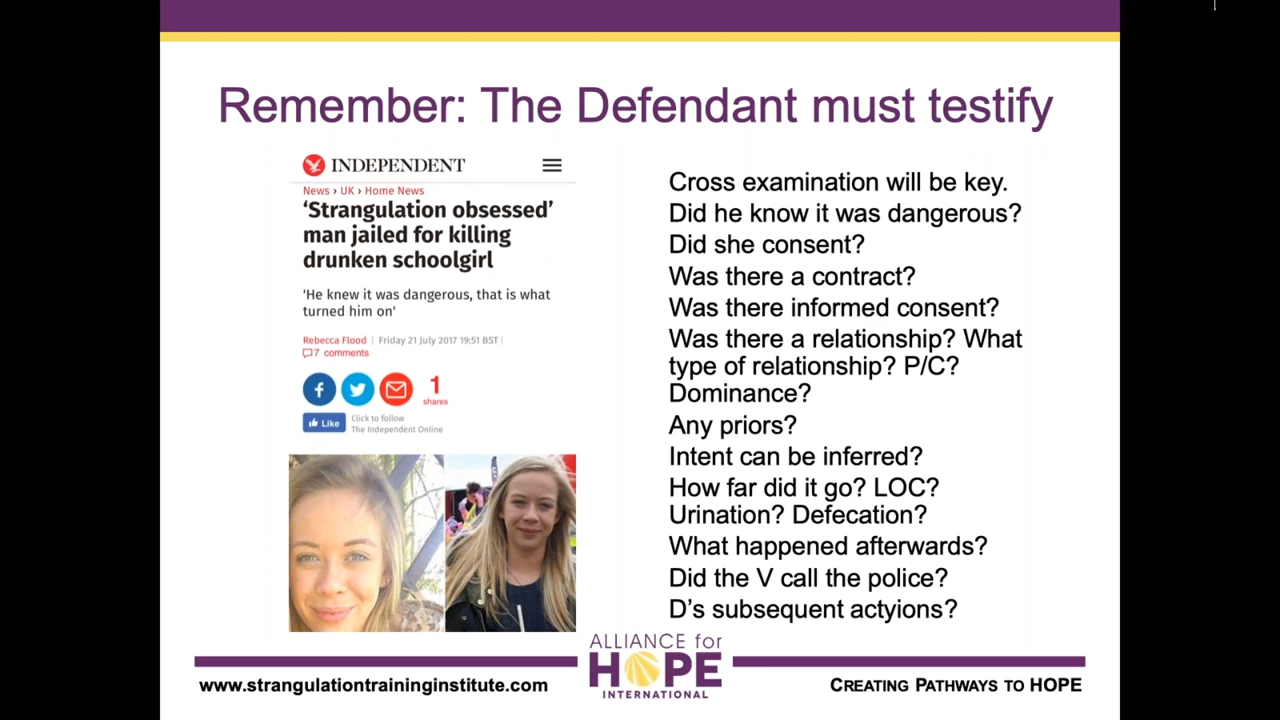 Remember: The Defendant must testify
INDEPENDENT
News › UK › Home News
‘Strangulation obsessed’
man jailed for killing
drunken schoolgirl
'He knew it was dangerous, that is what
turned him on'
Rebecca Flood | Friday 21 July 2017 19:51 BST |
7 comments
1
shares
Like
Click to follow
The Independent Online
Cross examination will be key.
Did he know it was dangerous?
Did she consent?
Was there a contract?
Was there informed consent?
Was there a relationship? What
type of relationship? P/C?
Dominance?
Any priors?
Intent can be inferred?
How far did it go? LOC?
Urination? Defecation?
What happened afterwards?
Did the V call the police?
D’s subsequent actyions?
ALLIANCE for
HOPE
INTERNATIONAL
www.strangulationtraininginstitute.com
CREATING PATHWAYS TO HOPE